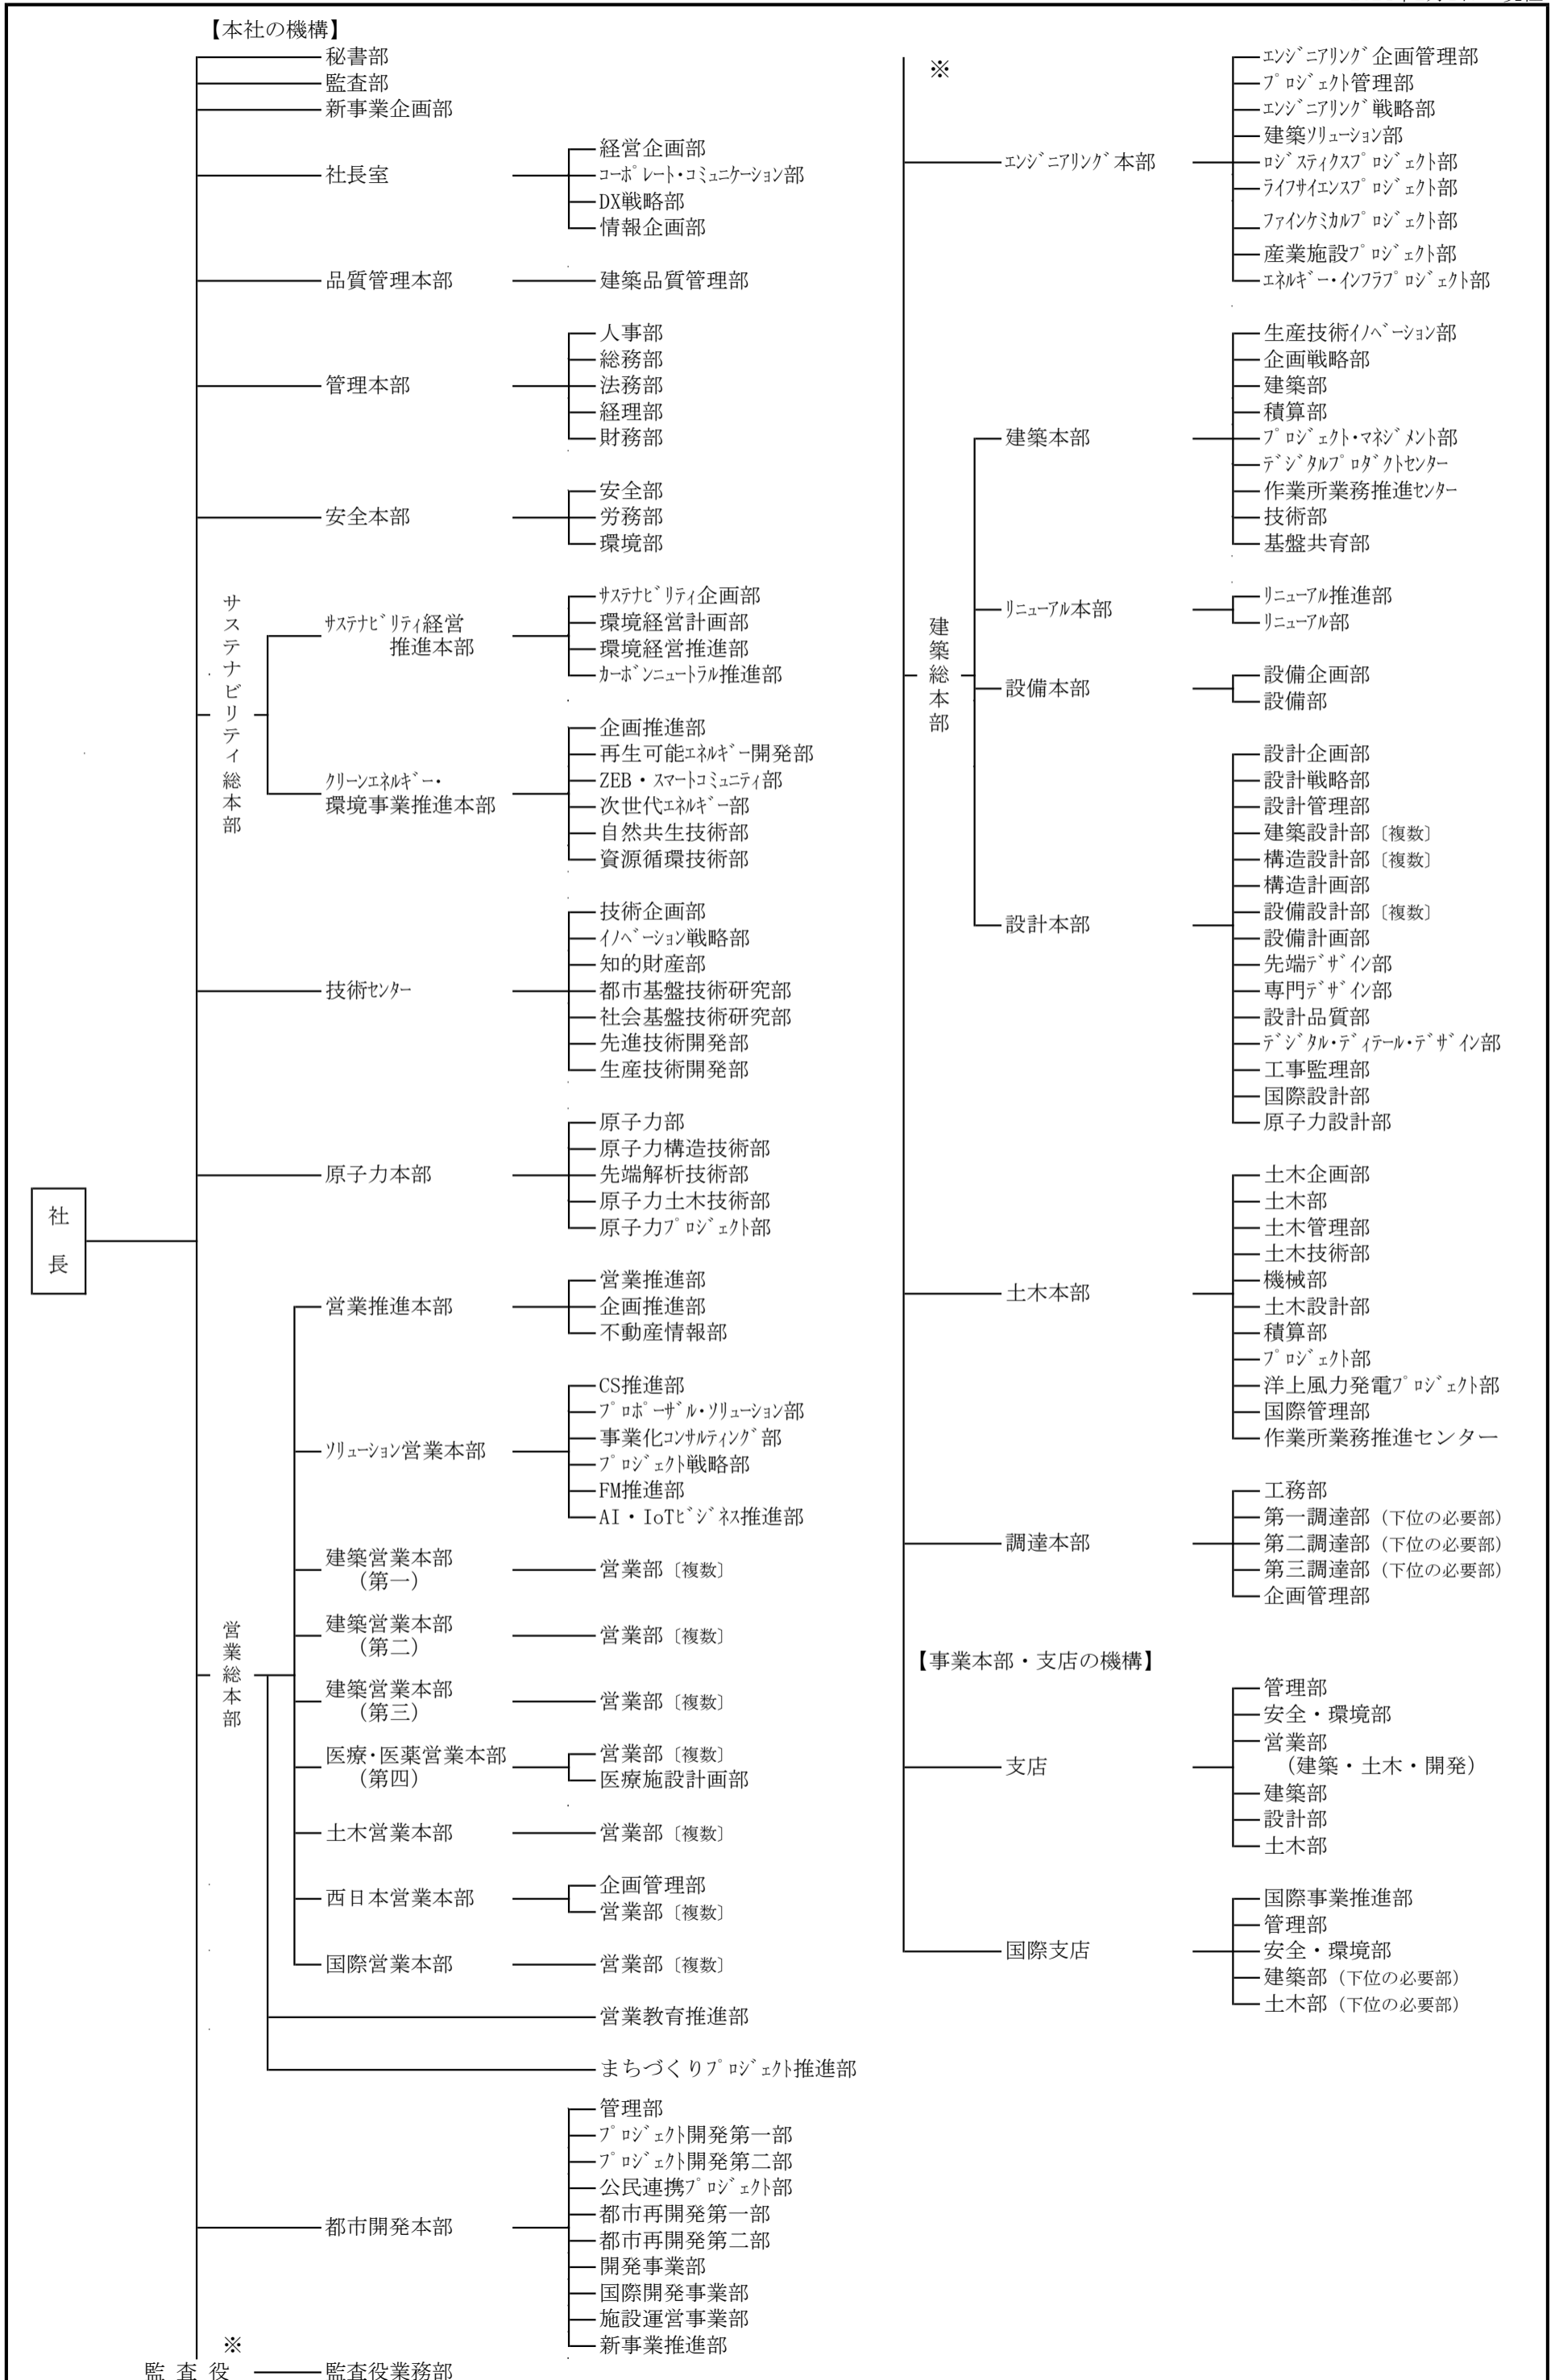 【本社の機構】
秘書部
監査部
新事業企画部
社長室
経営企画部
ｺｰﾎﾟﾚｰﾄ・ｺﾐｭﾆｹｰｼｮﾝ部
DX戦略部
情報企画部
品質管理本部
建築品質管理部
管理本部
人事部
総務部
法務部
経理部
財務部
安全本部
安全部
労務部
環境部
サステナビリティ総本部
ｻｽﾃﾅﾋﾞﾘﾃｨ経営
推進本部
ｻｽﾃﾅﾋﾞﾘﾃｨ企画部
環境経営計画部
環境経営推進部
ｶｰﾎﾞﾝﾆｭｰﾄﾗﾙ推進部
ｸﾘｰﾝｴﾈﾙｷﾞｰ・
環境事業推進本部
企画推進部
再生可能ｴﾈﾙｷﾞｰ開発部
ZEB・ｽﾏｰﾄｺﾐｭﾆﾃｨ部
次世代ｴﾈﾙｷﾞｰ部
自然共生技術部
資源循環技術部
技術ｾﾝﾀｰ
技術企画部
ｲﾉﾍﾞｰｼｮﾝ戦略部
知的財産部
都市基盤技術研究部
社会基盤技術研究部
先進技術開発部
生産技術開発部
原子力本部
原子力部
原子力構造技術部
先端解析技術部
原子力土木技術部
原子力ﾌﾟﾛｼﾞｪｸﾄ部
社長
営業総本部
営業推進本部
営業推進部
企画推進部
不動産情報部
ｿﾘｭｰｼｮﾝ営業本部
CS推進部
ﾌﾟﾛﾎﾟｰｻﾞﾙ・ｿﾘｭｰｼｮﾝ部
事業化ｺﾝｻﾙﾃｨﾝｸﾞ部
ﾌﾟﾛｼﾞｪｸﾄ戦略部
FM推進部
AI・IoTﾋﾞｼﾞﾈｽ推進部
建築営業本部
（第一）
営業部〔複数〕
建築営業本部
（第二）
営業部〔複数〕
建築営業本部
（第三）
営業部〔複数〕
医療・医薬営業本部
（第四）
営業部〔複数〕
医療施設計画部
土木営業本部
営業部〔複数〕
西日本営業本部
企画管理部
営業部〔複数〕
国際営業本部
営業部〔複数〕
営業教育推進部
まちづくりﾌﾟﾛｼﾞｪｸﾄ推進部
都市開発本部
管理部
ﾌﾟﾛｼﾞｪｸﾄ開発第一部
ﾌﾟﾛｼﾞｪｸﾄ開発第二部
公民連携ﾌﾟﾛｼﾞｪｸﾄ部
都市再開発第一部
都市再開発第二部
開発事業部
国際開発事業部
施設運営事業部
新事業推進部
※
監査役
監査役業務部
※
ｴﾝｼﾞﾆｱﾘﾝｸﾞ本部
ｴﾝｼﾞﾆｱﾘﾝｸﾞ企画管理部
ﾌﾟﾛｼﾞｪｸﾄ管理部
ｴﾝｼﾞﾆｱﾘﾝｸﾞ戦略部
建築ｿﾘｭｰｼｮﾝ部
ﾛｼﾞｽﾃｨｸｽﾌﾟﾛｼﾞｪｸﾄ部
ﾗｲﾌｻｲｴﾝｽﾌﾟﾛｼﾞｪｸﾄ部
ﾌｧｲﾝｹﾐｶﾙﾌﾟﾛｼﾞｪｸﾄ部
産業施設ﾌﾟﾛｼﾞｪｸﾄ部
ｴﾈﾙｷﾞｰ・ｲﾝﾌﾗﾌﾟﾛｼﾞｪｸﾄ部
建築総本部
建築本部
生産技術ｲﾉﾍﾞｰｼｮﾝ部
企画戦略部
建築部
積算部
ﾌﾟﾛｼﾞｪｸﾄ・ﾏﾈｼﾞﾒﾝﾄ部
ﾃﾞｼﾞﾀﾙﾌﾟﾛﾀﾞｸﾄｾﾝﾀｰ
作業所業務推進ｾﾝﾀｰ
技術部
基盤共育部
ﾘﾆｭｰｱﾙ本部
ﾘﾆｭｰｱﾙ推進部
ﾘﾆｭｰｱﾙ部
設備本部
設備企画部
設備部
設計本部
設計企画部
設計戦略部
設計管理部
建築設計部〔複数〕
構造設計部〔複数〕
構造計画部
設備設計部〔複数〕
設備計画部
先端ﾃﾞｻﾞｲﾝ部
専門ﾃﾞｻﾞｲﾝ部
設計品質部
ﾃﾞｼﾞﾀﾙ・ﾃﾞｨﾃｰﾙ・ﾃﾞｻﾞｲﾝ部
工事監理部
国際設計部
原子力設計部
土木本部
土木企画部
土木部
土木管理部
土木技術部
機械部
土木設計部
積算部
ﾌﾟﾛｼﾞｪｸﾄ部
洋上風力発電ﾌﾟﾛｼﾞｪｸﾄ部
国際管理部
作業所業務推進センター
調達本部
工務部
第一調達部（下位の必要部）
第二調達部（下位の必要部）
第三調達部（下位の必要部）
企画管理部
【事業本部・支店の機構】
支店
管理部
安全・環境部
営業部
（建築・土木・開発）
建築部
設計部
土木部
国際支店
国際事業推進部
管理部
安全・環境部
建築部（下位の必要部）
土木部（下位の必要部）